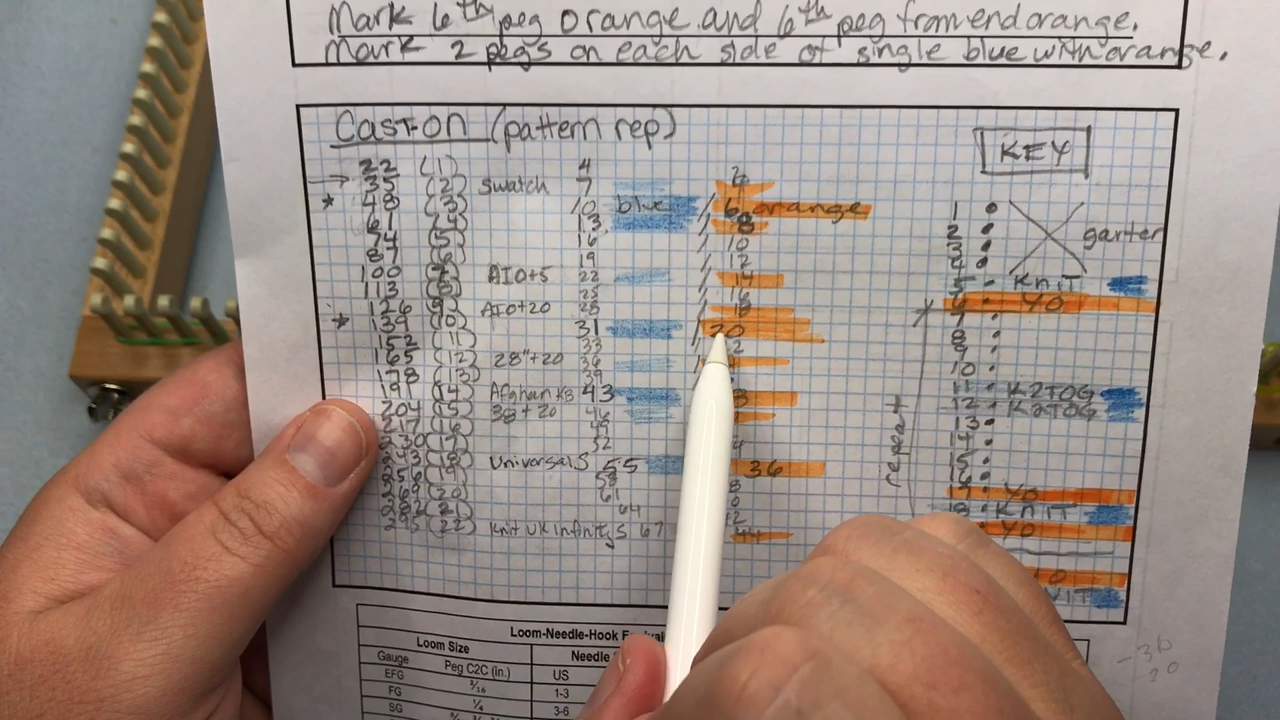 Mark 6th peg orange and 6th peg from end orange.
Mark 2 pegs on each side of single blue with orange.
CAST-ON (pattern rep)
KEY
22 (1) 4 2
→ 35 (2) swatch 7
* 48 (3) 10 blue / 6 orange
61 (4) 13 / 8
74 (5) 16 / 10
87 (6) 19 / 12
100 (7) AIO+5 22 / 14
113 (8) 25 / 16
126 (9) AIO+20 28 / 18
* 139 (10) 31 / 20
152 (11) 33
165 (12) 28"+20 36
178 (13) 39
191 (14) Afghan KB 43
204 (15) 38+20 46
217 (16) 49
230 (17) 52
243 (18) Universals 55 36
256 (19) 58
269 (20) 61
282 (21) 64
295 (22) Knit UK Infinitys 67 44
1 •
2 • garter
3 •
4 •
5 • KNIT
6 • YO
7 •
8 •
9 •
10 •
11 • K2TOG
12 • K2TOG
13 •
14 •
15 •
16 •
17 • YO
18 • KNIT
YO
repeat
Loom Size
Gauge Peg C2C (in.) US
EFG 3/16 1-3
FG 1/4 3-6
SG
-36
20